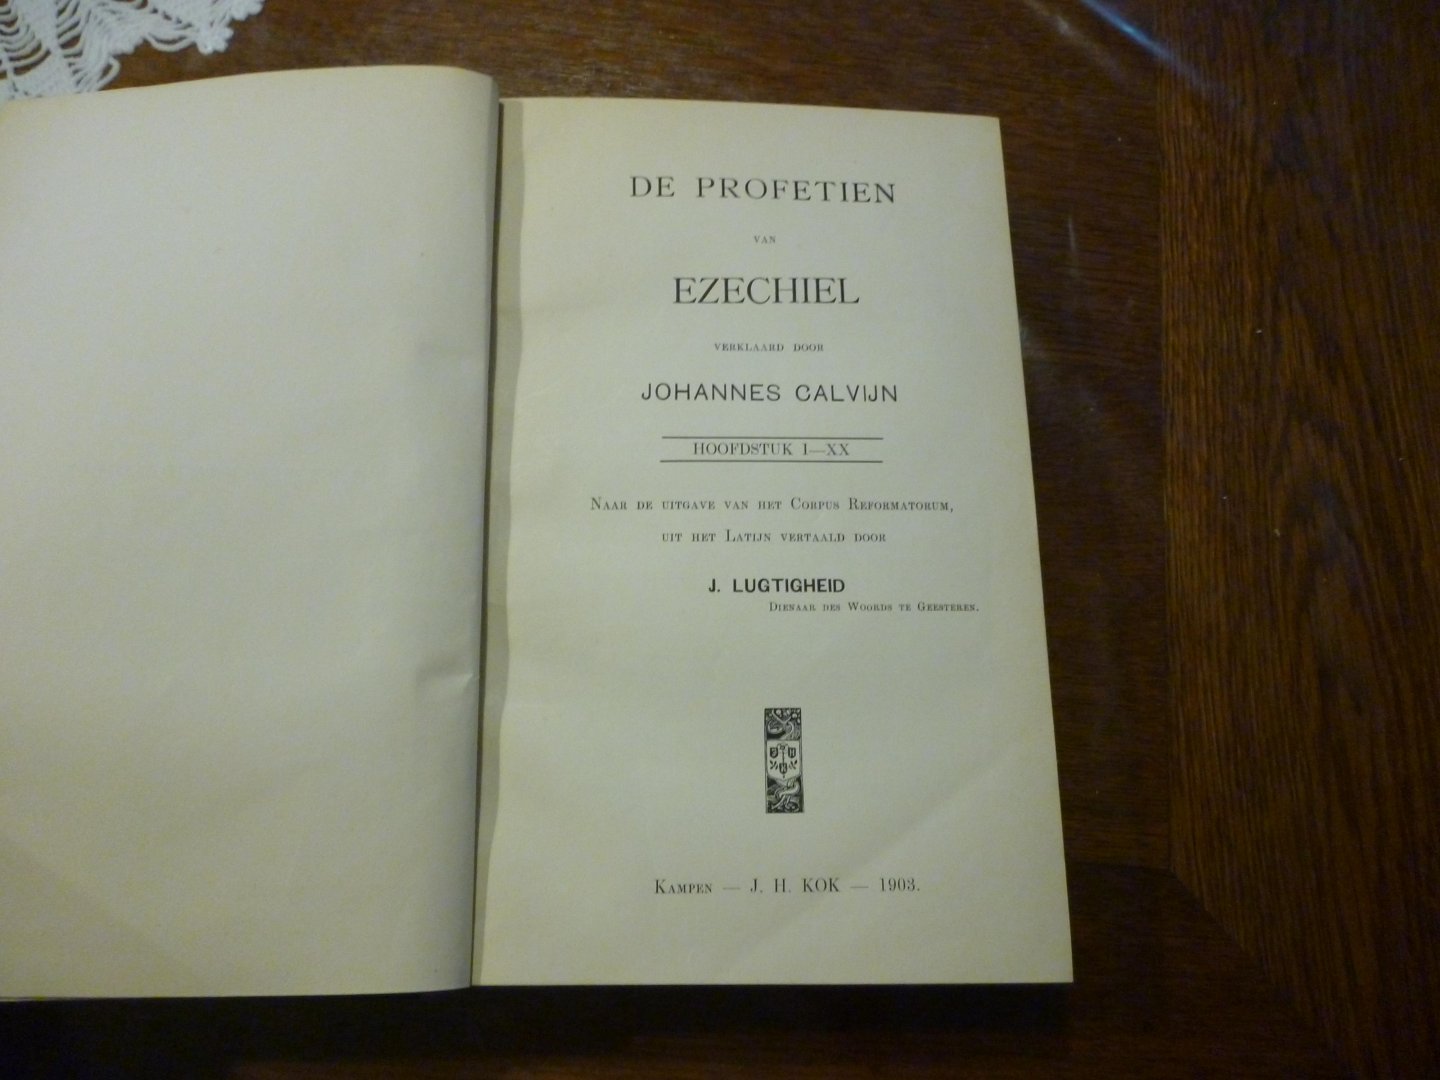 DE PROFETIEN
VAN
EZECHIEL
VERKLAARD DOOR
JOHANNES CALVIJN
HOOFDSTUK I—XX
NAAR DE UITGAVE VAN HET CORPUS REFORMATORUM,
UIT HET LATIJN VERTAALD DOOR
J. LUGTIGHEID
DIENAAR DES WOORDS TE GEESTEREN.
J H
K
KAMPEN — J. H. KOK — 1903.